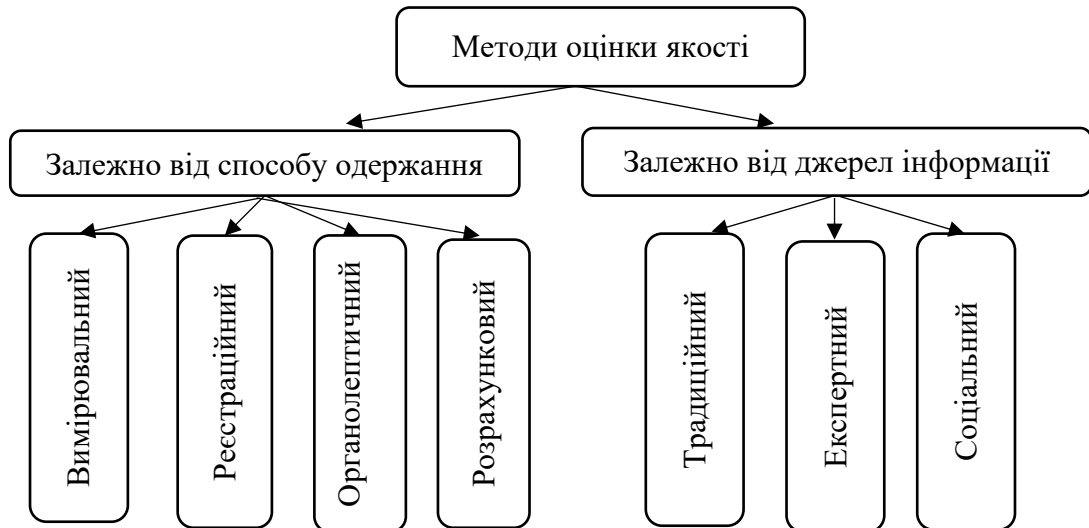 Методи оцінки якості
Залежно від способу одержання
Залежно від джерел інформації
Вимірювальний
Реєстраційний
Органолептичний
Розрахунковий
Традиційний
Експертний
Соціальний